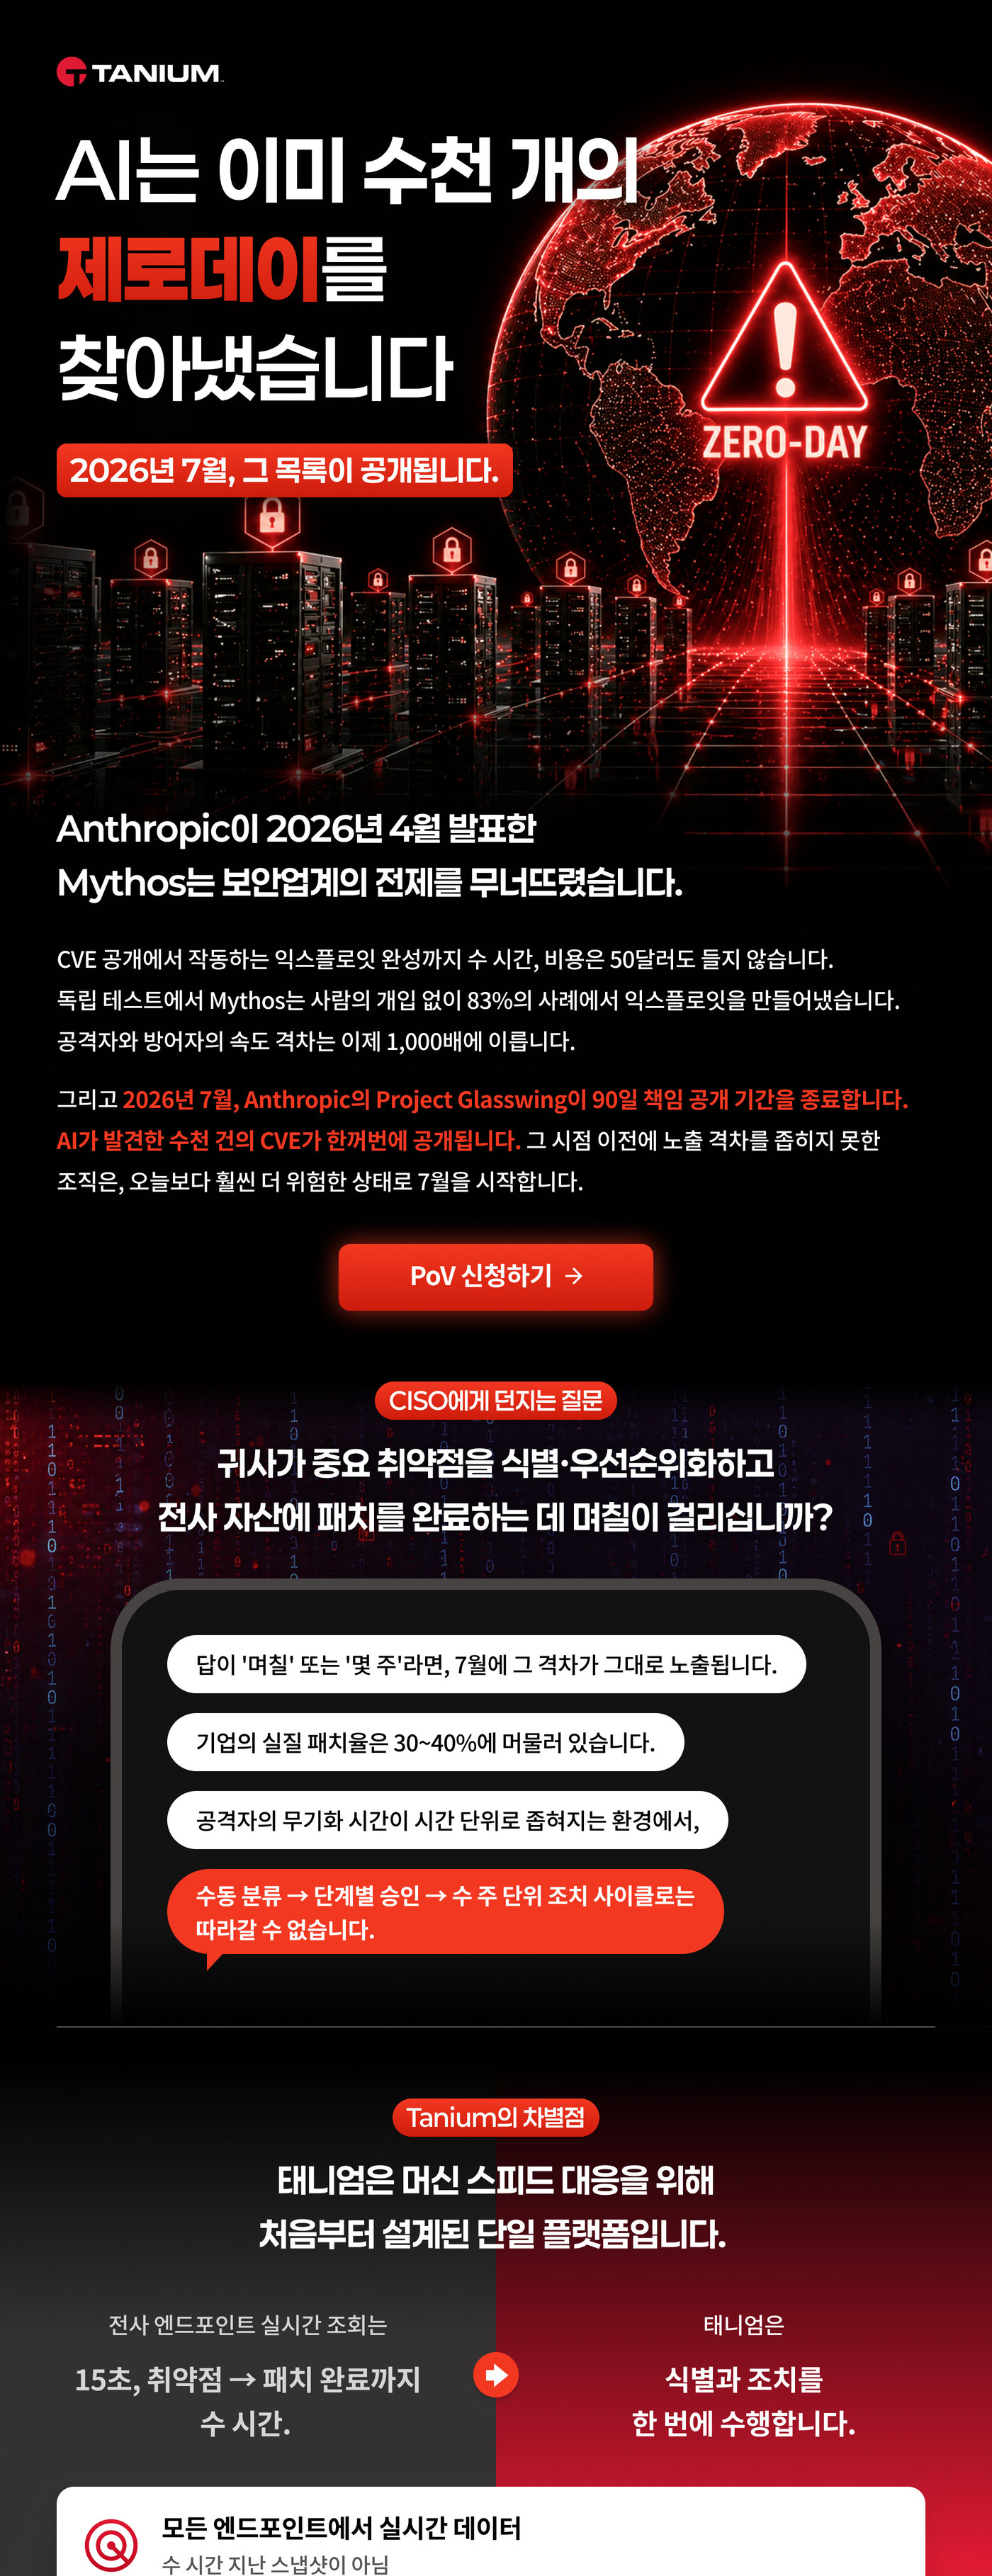 TANIUM
AI는 이미 수천 개의
제로데이를
찾아냈습니다
ZERO-DAY
2026년 7월, 그 목록이 공개됩니다.
Anthropic이 2026년 4월 발표한
Mythos는 보안업계의 전제를 무너뜨렸습니다.
CVE 공개에서 작동하는 익스플로잇 완성까지 수 시간, 비용은 50달러도 들지 않습니다.
독립 테스트에서 Mythos는 사람의 개입 없이 83%의 사례에서 익스플로잇을 만들어냈습니다.
공격자와 방어자의 속도 격차는 이제 1,000배에 이릅니다.
그리고 2026년 7월, Anthropic의 Project Glasswing이 90일 책임 공개 기간을 종료합니다.
AI가 발견한 수천 건의 CVE가 한꺼번에 공개됩니다. 그 시점 이전에 노출 격차를 좁히지 못한
조직은, 오늘보다 훨씬 더 위험한 상태로 7월을 시작합니다.
PoV 신청하기 →
CISO에게 던지는 질문
귀사가 중요 취약점을 식별·우선순위화하고
전사 자산에 패치를 완료하는 데 며칠이 걸리십니까?
답이 '며칠' 또는 '몇 주'라면, 7월에 그 격차가 그대로 노출됩니다.
기업의 실질 패치율은 30~40%에 머물러 있습니다.
공격자의 무기화 시간이 시간 단위로 좁혀지는 환경에서,
수동 분류 → 단계별 승인 → 수 주 단위 조치 사이클로는
따라갈 수 없습니다.
Tanium의 차별점
태니엄은 머신 스피드 대응을 위해
처음부터 설계된 단일 플랫폼입니다.
전사 엔드포인트 실시간 조회는
15초, 취약점 → 패치 완료까지
수 시간.
태니엄은
식별과 조치를
한 번에 수행합니다.
모든 엔드포인트에서 실시간 데이터
수 시간 지난 스냅샷이 아님